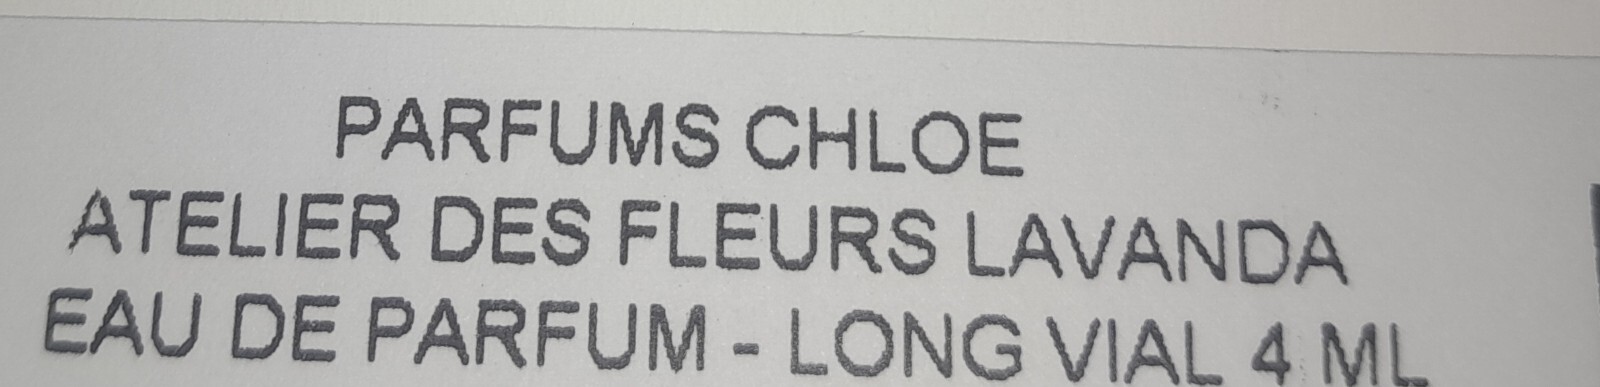 PARFUMS CHLOE
ATELIER DES FLEURS LAVANDA
EAU DE PARFUM - LONG VIAL 4 ML